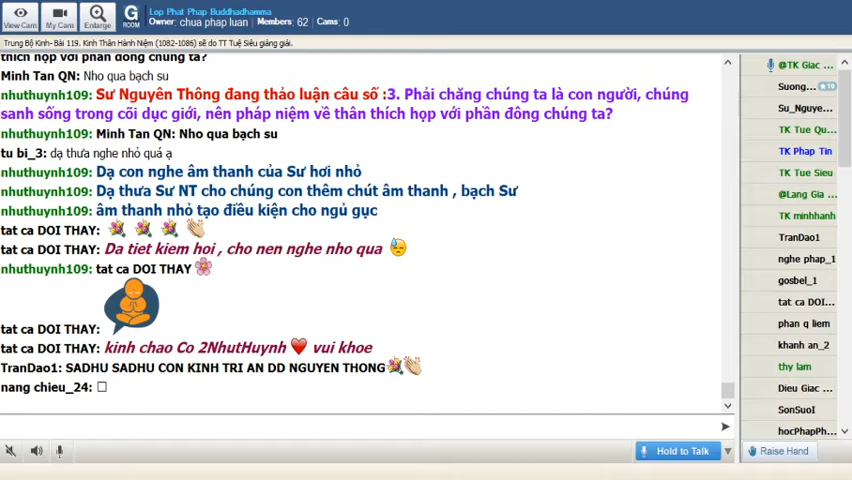 Lop Phat Phap Buddhadhamma
Owner: chua phap luan Members: 62 Cams: 0
View Cam My Cams Enlarge G ROOM
Trung Bộ Kinh- Bài 119. Kinh Thân Hành Niệm (1082-1086) sẽ do TT Tuệ Siêu giảng giải.
thích hợp với phần đông chúng ta?
Minh Tan QN: Nho qua bạch su
nhuthuynh109: Sư Nguyên Thông đang thảo luận câu số :3. Phải chăng chúng ta là con người, chúng
sanh sống trong cõi dục giới, nên pháp niệm về thân thích họp với phần đông chúng ta?
nhuthuynh109: Minh Tan QN: Nho qua bạch su
tu bi_3: dạ thưa nghe nhỏ quá ạ
nhuthuynh109: Dạ con nghe âm thanh của Sư hơi nhỏ
nhuthuynh109: Dạ thưa Sư NT cho chúng con thêm chút âm thanh , bạch Sư
nhuthuynh109: âm thanh nhỏ tạo điều kiện cho ngủ gục
tat ca DOI THAY:
tat ca DOI THAY: Da tiet kiem hoi , cho nen nghe nho qua
nhuthuynh109: tat ca DOI THAY
tat ca DOI THAY:
tat ca DOI THAY: kinh chao Co 2NhutHuynh ❤ vui khoe
TranDao1: SADHU SADHU CON KINH TRI AN DD NGUYEN THONG
nang chieu_24:
Hold to Talk
@TK Giac ...
Suong... 10
Su_Nguye...
TK Tue Qu...
TK Phap Tin
TK Tue Sieu
@Lang Gia ...
TK minhhanh
TranDao1
nghe phap_1
gosbel_1
tat ca DOI...
phan q liem
khanh an_2
thy lam
Dieu Giac ...
SonSuoI
hocPhapPh...
Raise Hand